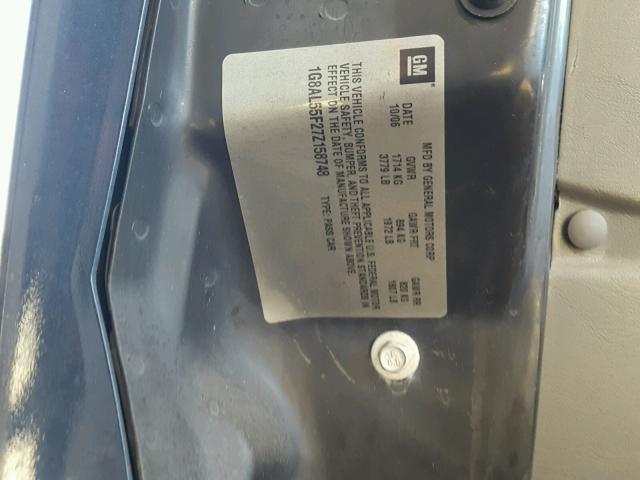 GM
MFD BY GENERAL MOTORS CORP
DATE GVWR GAWR FRT GAWR RR
10/06 1714 KG 894 KG 820 KG
3779 LB 1972 LB 1807 LB
THIS VEHICLE CONFORMS TO ALL APPLICABLE U.S. FEDERAL MOTOR
VEHICLE SAFETY, BUMPER, AND THEFT PREVENTION STANDARDS IN
EFFECT ON THE DATE OF MANUFACTURE SHOWN ABOVE.
1G8AL55F27Z158748 TYPE: PASS CAR